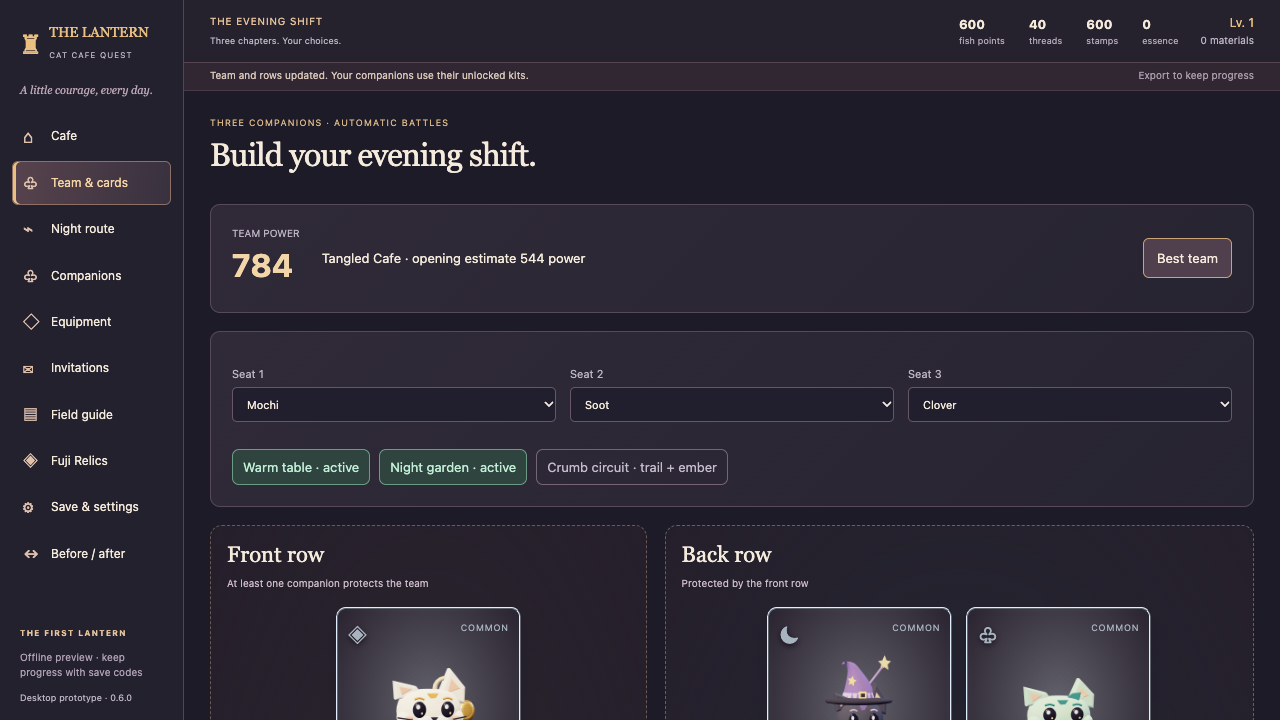 THE LANTERN
CAT CAFE QUEST
A little courage, every day.
Cafe
Team & cards
Night route
Companions
Equipment
Invitations
Field guide
Fuji Relics
Save & settings
Before / after
THE FIRST LANTERN
Offline preview · keep
progress with save codes
Desktop prototype · 0.6.0
THE EVENING SHIFT
Three chapters. Your choices.
600
fish points
40
threads
600
stamps
0
essence
Lv. 1
0 materials
Team and rows updated. Your companions use their unlocked kits.
Export to keep progress
THREE COMPANIONS · AUTOMATIC BATTLES
Build your evening shift.
TEAM POWER
784
Tangled Cafe · opening estimate 544 power
Best team
Seat 1
Mochi
Seat 2
Soot
Seat 3
Clover
Warm table · active
Night garden · active
Crumb circuit · trail + ember
Front row
At least one companion protects the team
COMMON
Back row
Protected by the front row
COMMON
COMMON